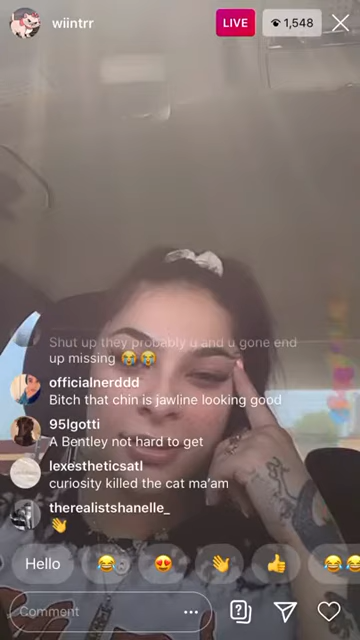 wiintrr
LIVE
1,548
Shut up they probably u and u gone end
up missing 😭😭
officialnerddd
Bitch that chin is jawline looking good
95lgotti
A Bentley not hard to get
lexestheticsatl
curiosity killed the cat ma'am
therealistshanelle_
👋
Hello 😂 😍 👋 👍 😂😂
Comment